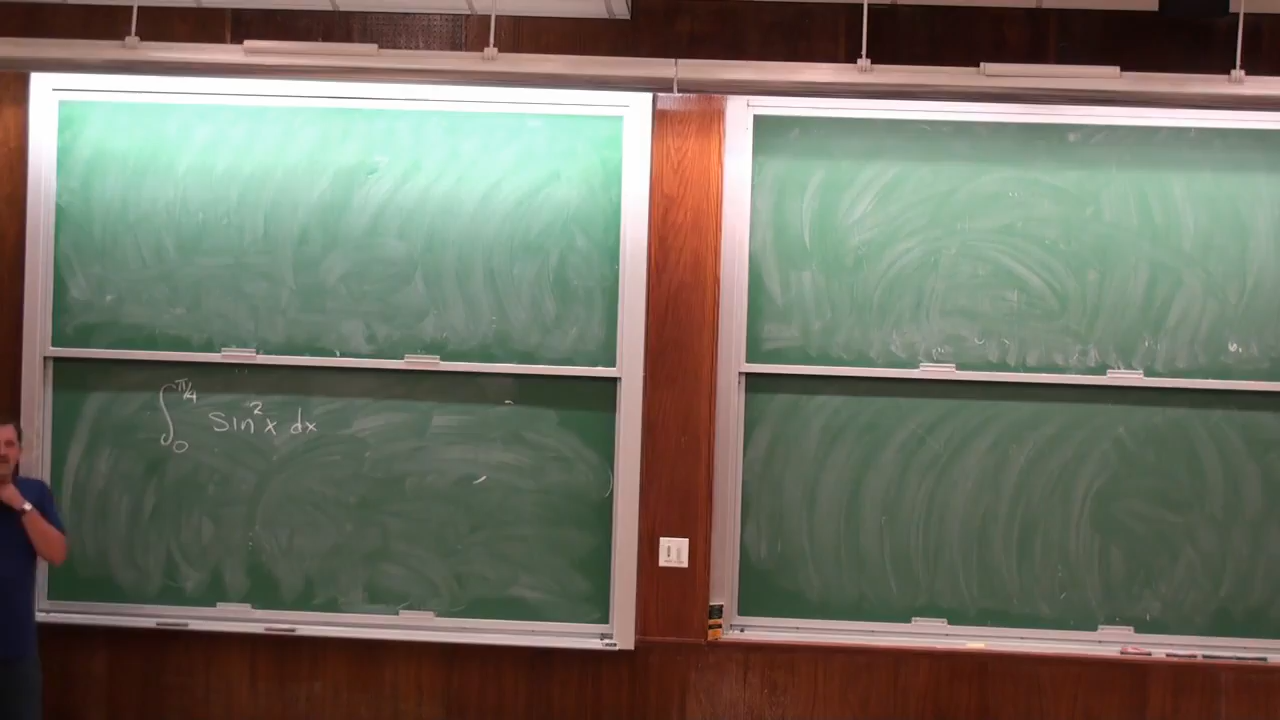 ∫₀^{π/4} sin²x dx